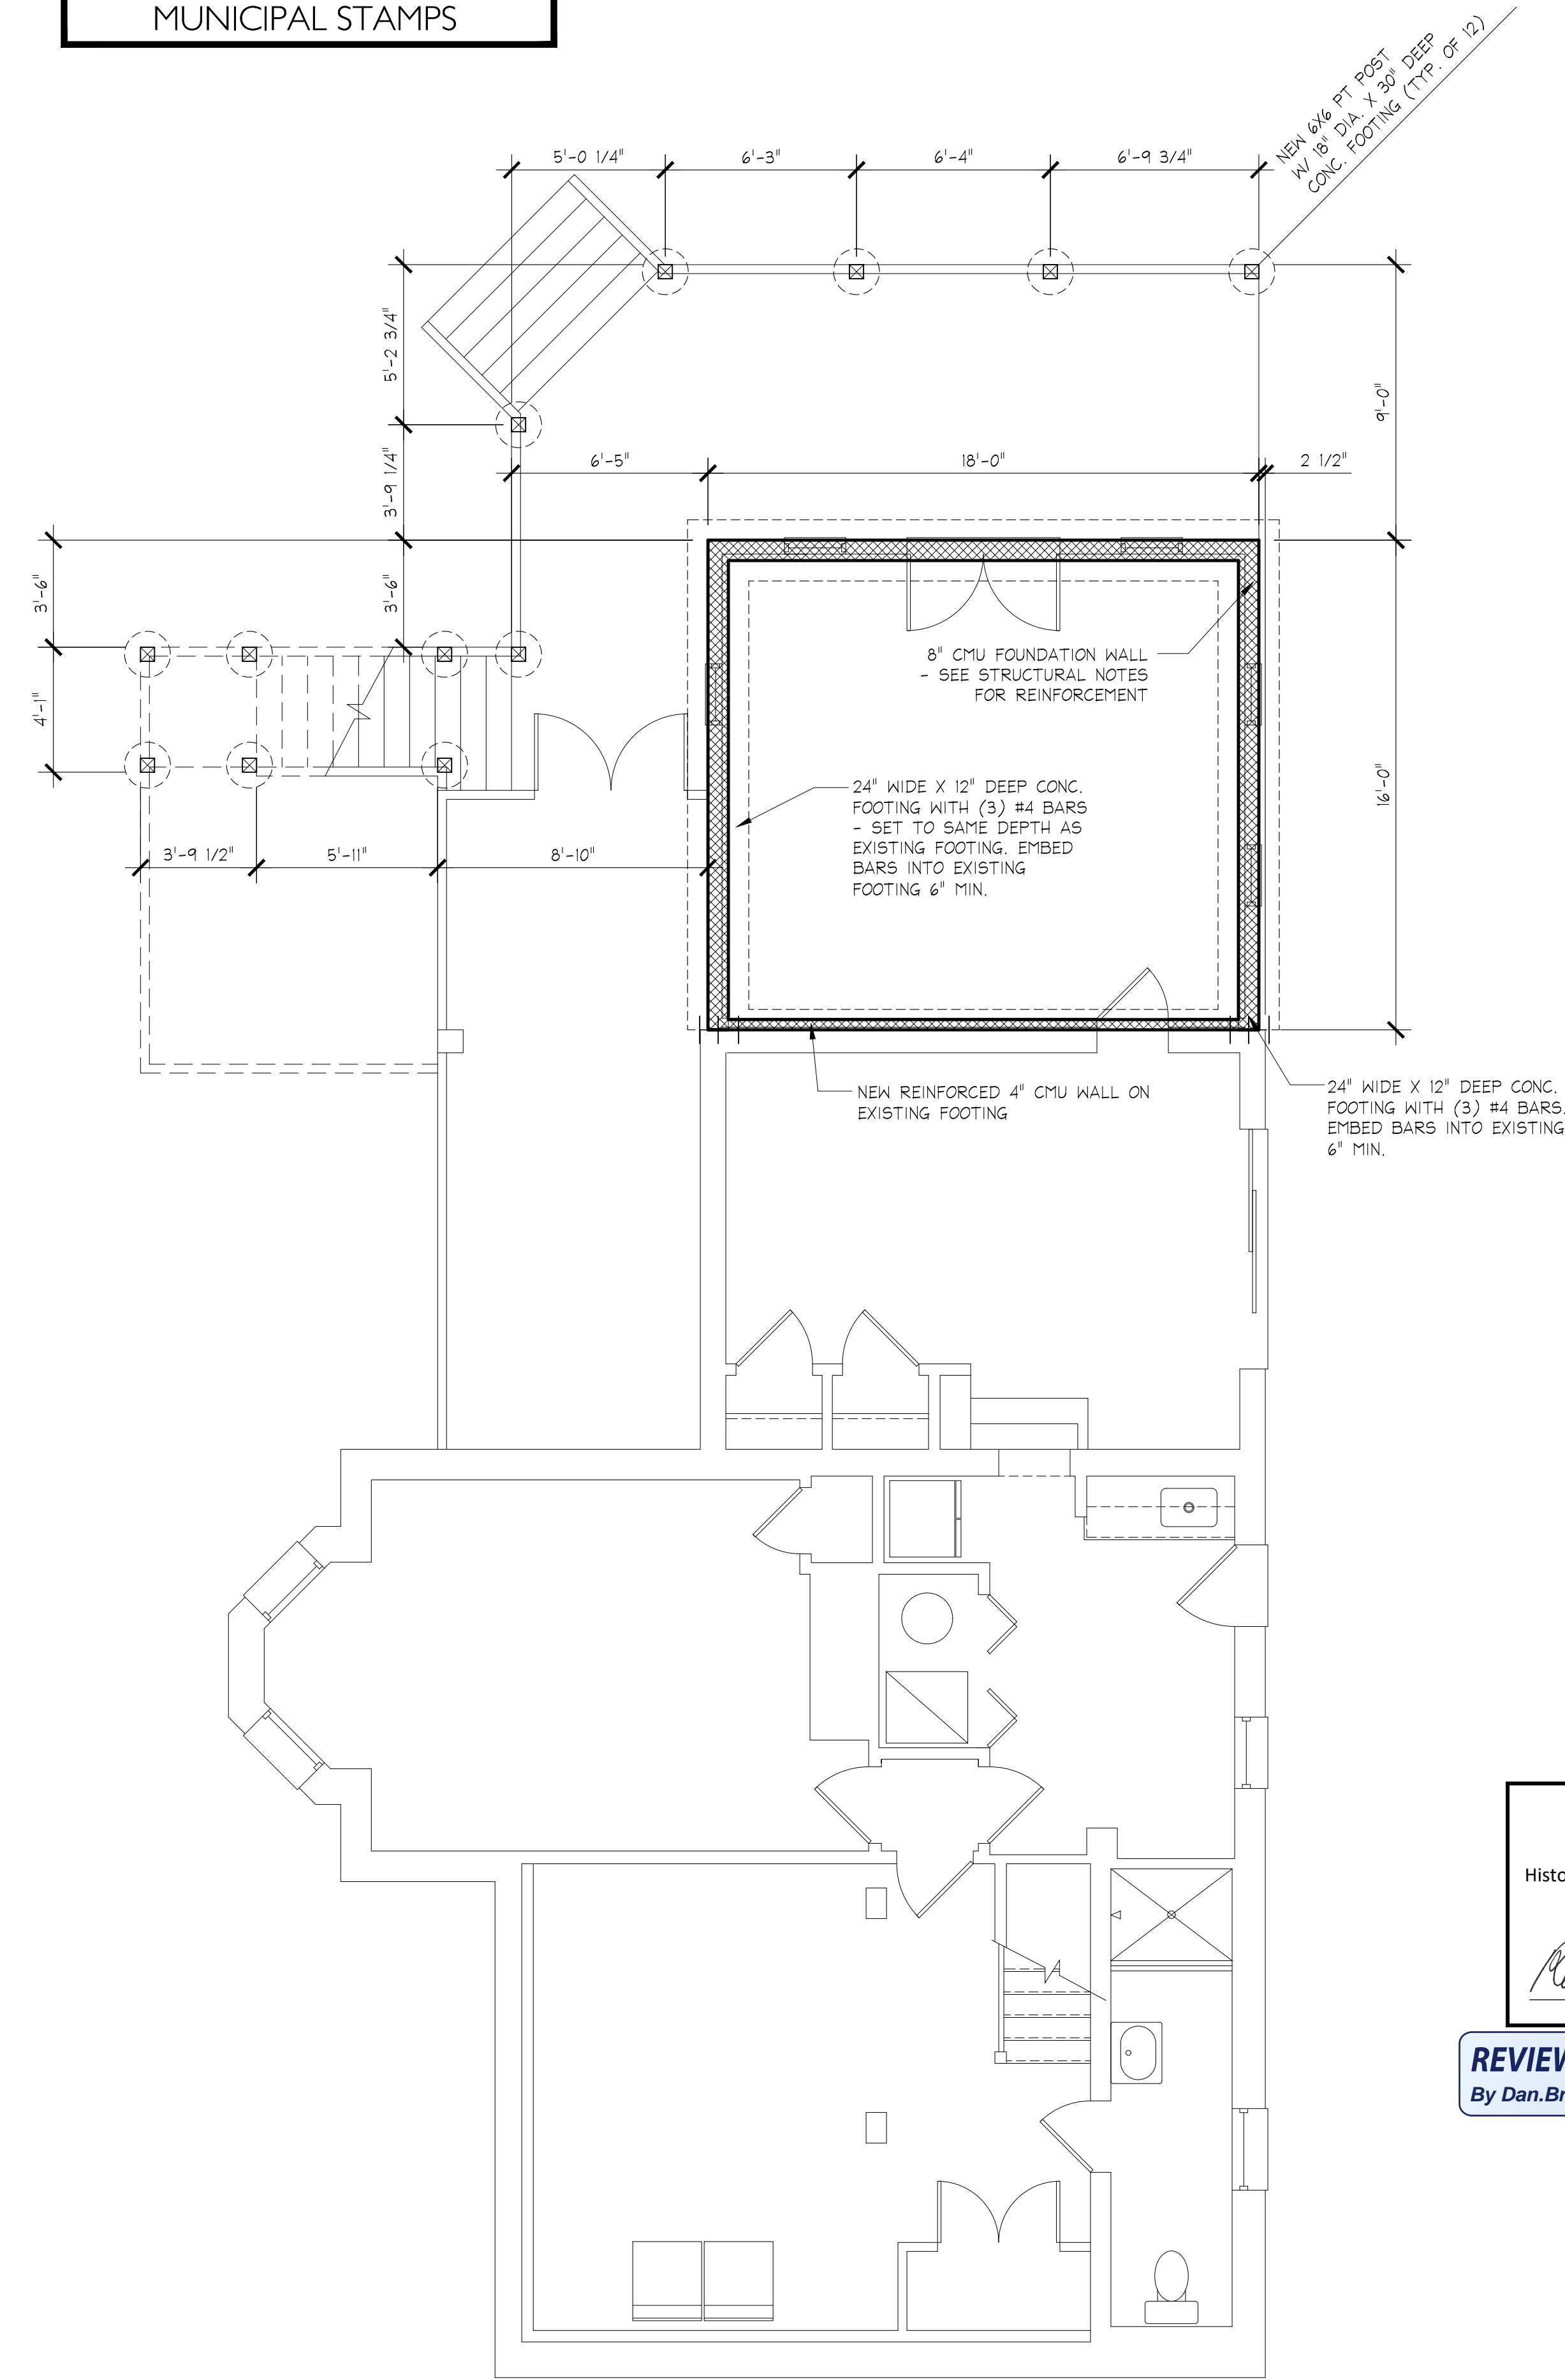 MUNICIPAL STAMPS
NEW 6X6 PT POST
W/ 18" DIA. X 30" DEEP
CONC. FOOTING (TYP. OF 12)
5'-0 1/4"
6'-3"
6'-4"
6'-9 3/4"
5'-2 3/4"
9'-0"
3'-9 1/4"
6'-5"
18'-0"
2 1/2"
3'-6"
3'-6"
4'-1"
8" CMU FOUNDATION WALL
- SEE STRUCTURAL NOTES
FOR REINFORCEMENT
24" WIDE X 12" DEEP CONC.
FOOTING WITH (3) #4 BARS
- SET TO SAME DEPTH AS
EXISTING FOOTING. EMBED
BARS INTO EXISTING
FOOTING 6" MIN.
16'-0"
3'-9 1/2"
5'-11"
8'-10"
NEW REINFORCED 4" CMU WALL ON
EXISTING FOOTING
24" WIDE X 12" DEEP CONC.
FOOTING WITH (3) #4 BARS.
EMBED BARS INTO EXISTING
6" MIN.
Histo
REVIEW
By Dan.Br